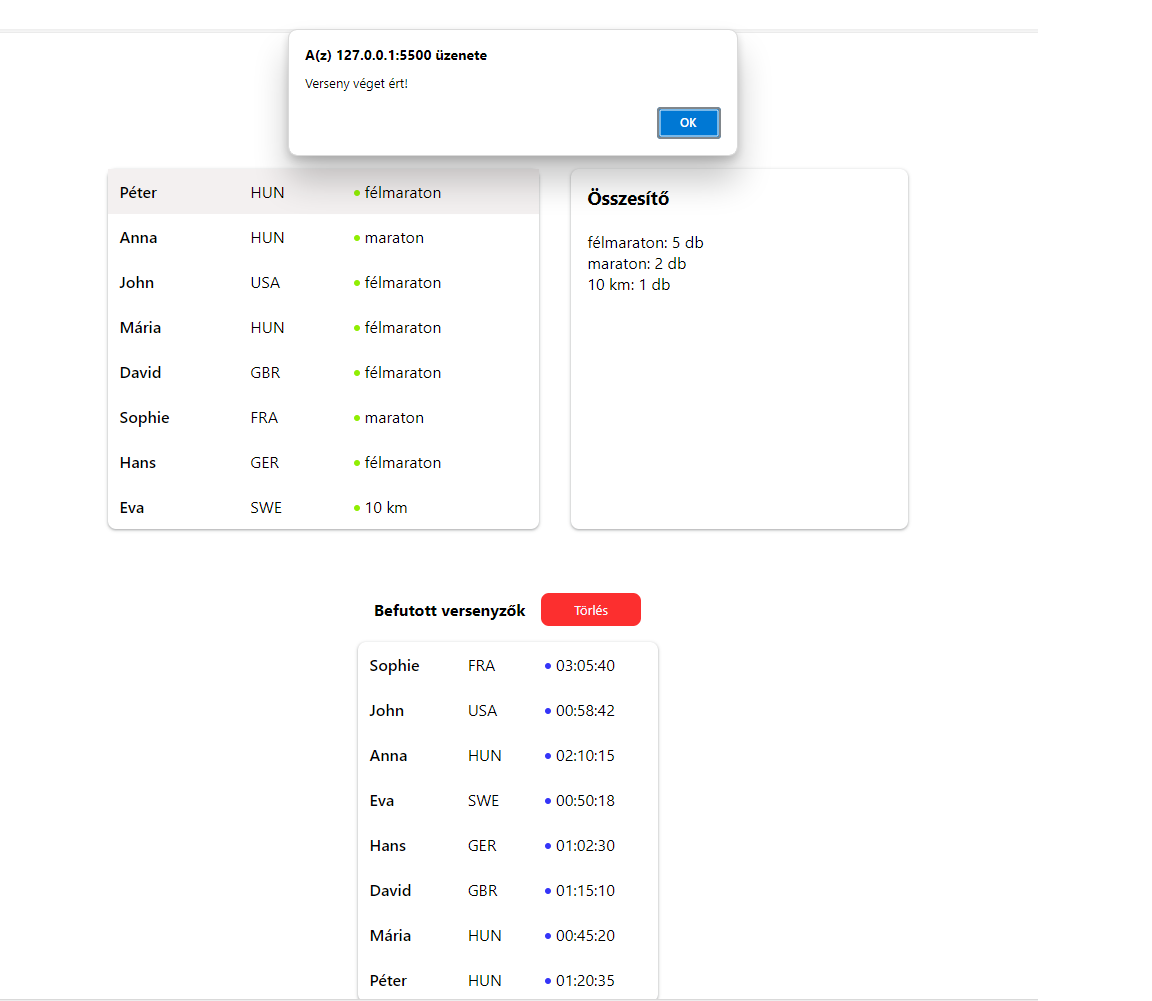 A(z) 127.0.0.1:5500 üzenete
Verseny véget ért!
OK
Péter HUN félmaraton
Anna HUN maraton
John USA félmaraton
Mária HUN félmaraton
David GBR félmaraton
Sophie FRA maraton
Hans GER félmaraton
Eva SWE 10 km
Összesítő
félmaraton: 5 db
maraton: 2 db
10 km: 1 db
Befutott versenyzők Törlés
Sophie FRA 03:05:40
John USA 00:58:42
Anna HUN 02:10:15
Eva SWE 00:50:18
Hans GER 01:02:30
David GBR 01:15:10
Mária HUN 00:45:20
Péter HUN 01:20:35